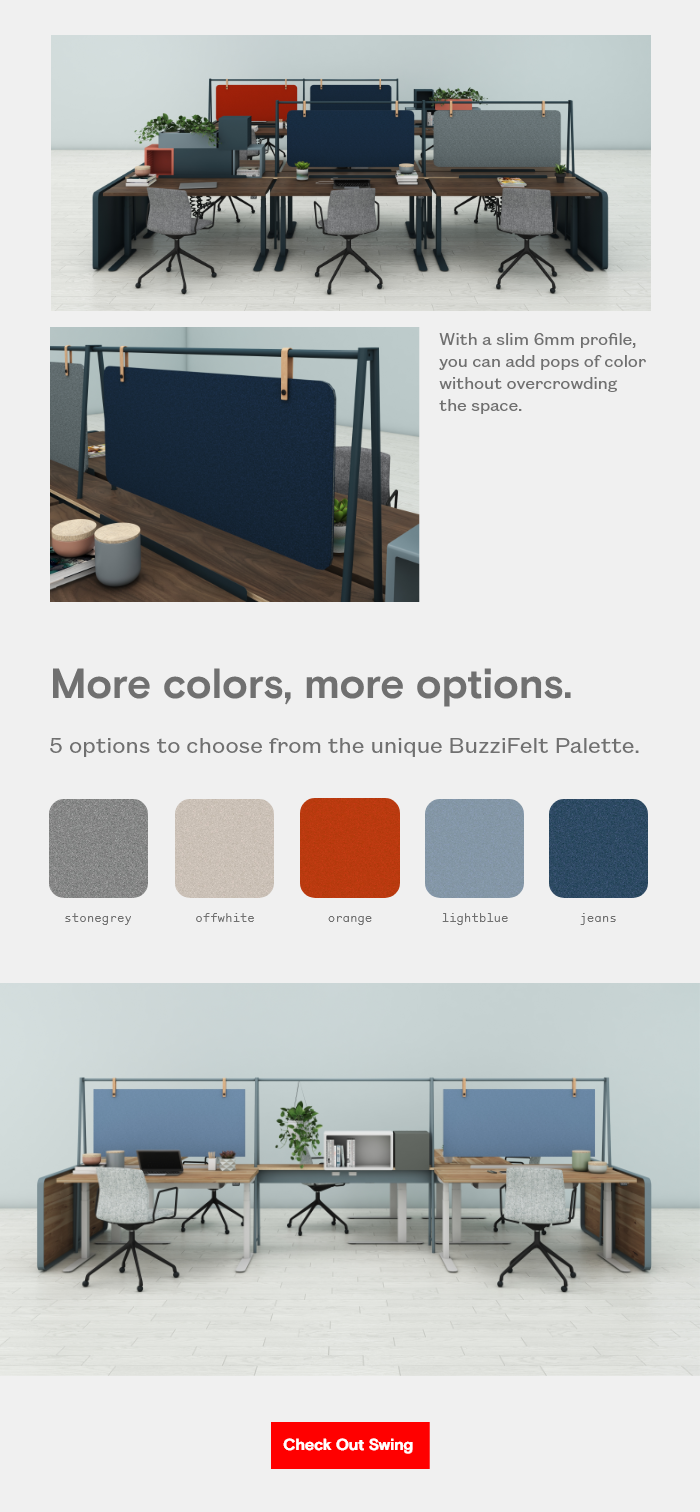 With a slim 6mm profile,
you can add pops of color
without overcrowding
the space.
More colors, more options.
5 options to choose from the unique BuzziFelt Palette.
stonegrey
offwhite
orange
lightblue
jeans
Check Out Swing